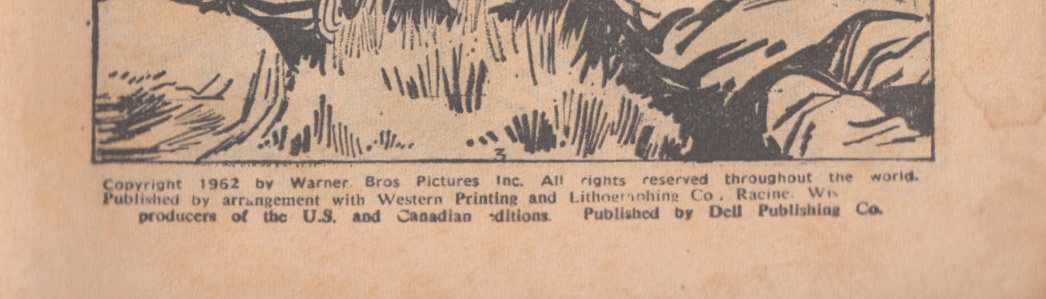 3
Copyright 1962 by Warner Bros Pictures Inc. All rights reserved throughout the world.
Published by arrangement with Western Printing and Lithographing Co, Racine. Wis
producers of the U.S. and Canadian editions. Published by Dell Publishing Co.